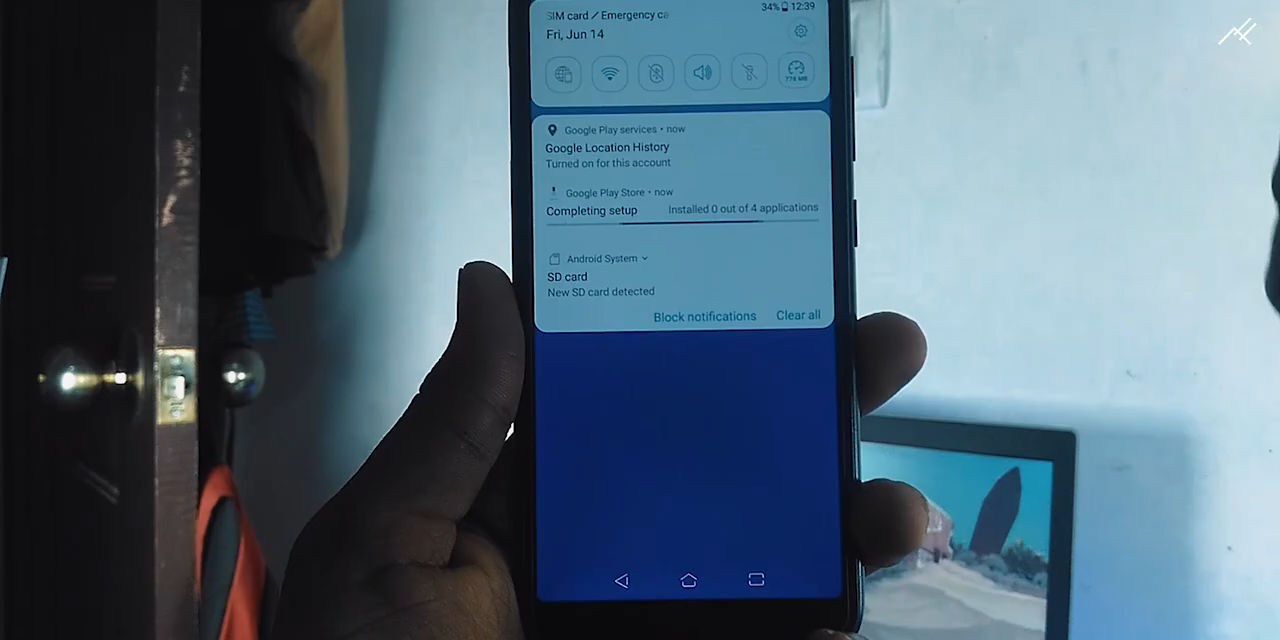 SIM card / Emergency ca
34% 12:39
Fri, Jun 14
778 MB
Google Play services • now
Google Location History
Turned on for this account
Google Play Store • now
Completing setup Installed 0 out of 4 applications
Android System
SD card
New SD card detected
Block notifications Clear all